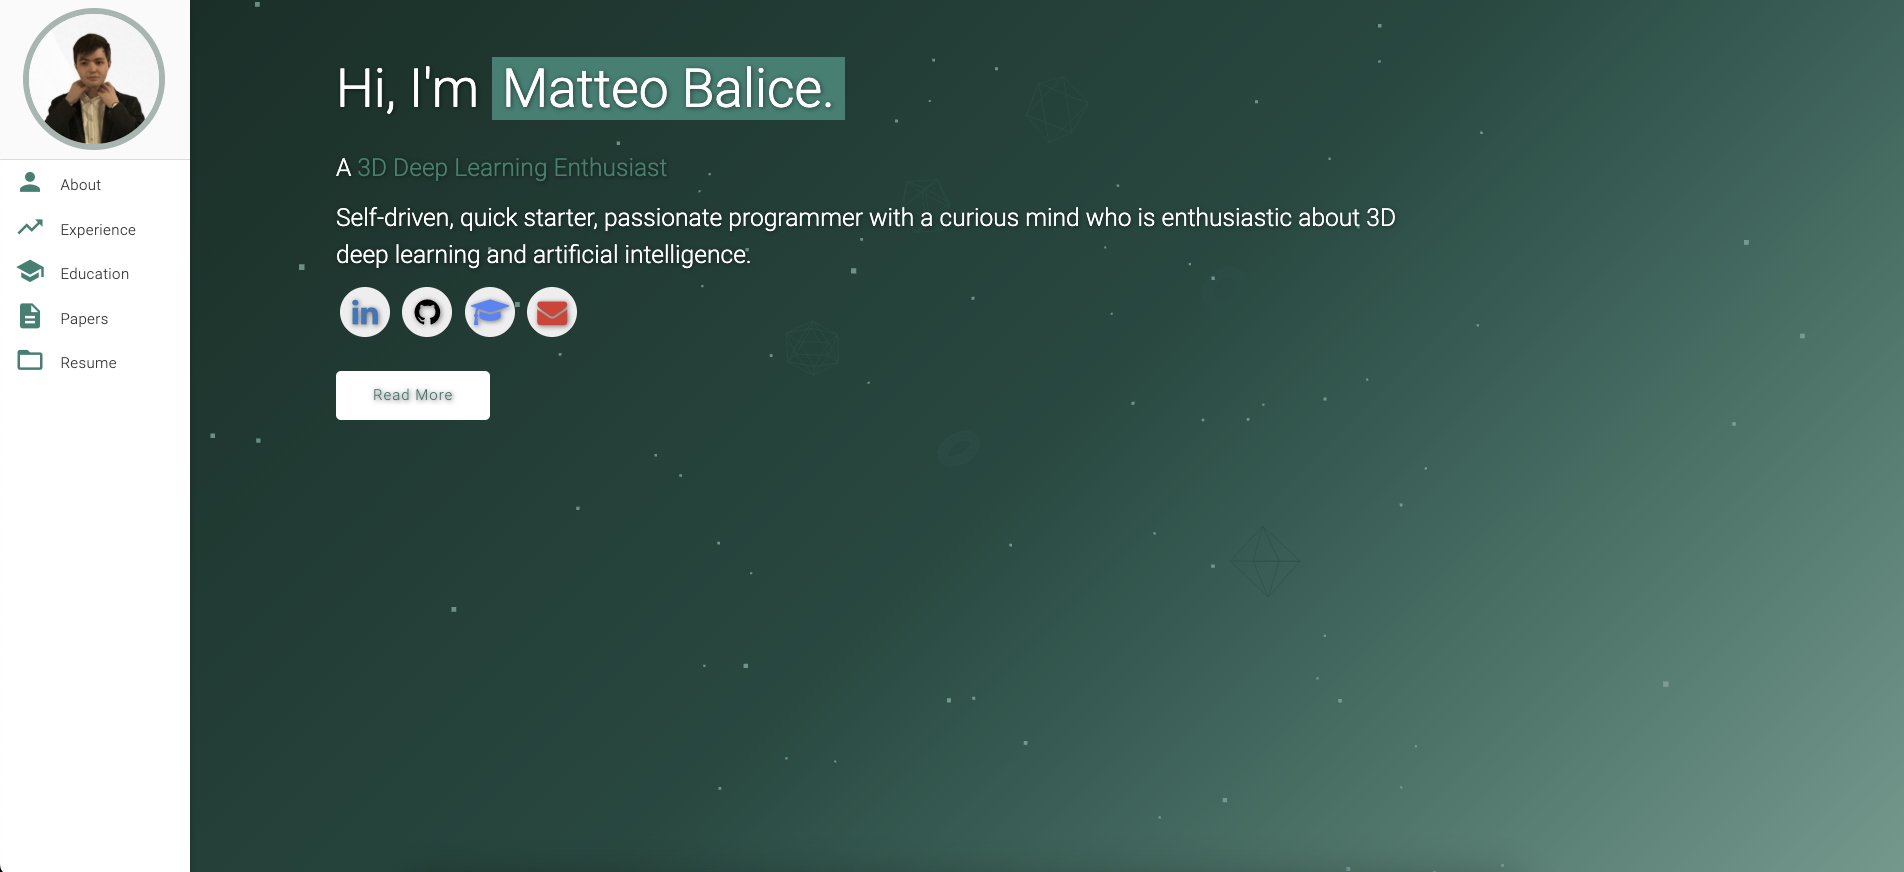 About
Experience
Education
Papers
Resume
Hi, I'm Matteo Balice.
A 3D Deep Learning Enthusiast
Self-driven, quick starter, passionate programmer with a curious mind who is enthusiastic about 3D
deep learning and artificial intelligence.
in
Read More